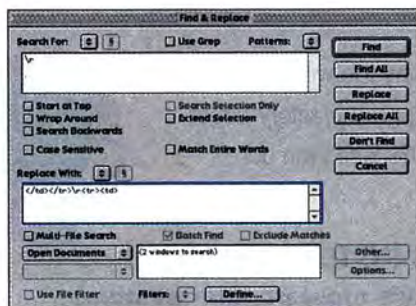 Find & Replace
Search For: Use Grep Patterns:
\r
Find
Find All
Replace
Replace All
Don't Find
Cancel
Start at Top
Wrap Around
Search Backwards
Case Sensitive
Search Selection Only
Extend Selection
Match Entire Words
Replace With:
</td></tr>\r<tr><td>
Multi-File Search Batch Find Exclude Matches
Open Documents
(2 windows to search)
Other...
Options...
Use File Filter Filters: Define...